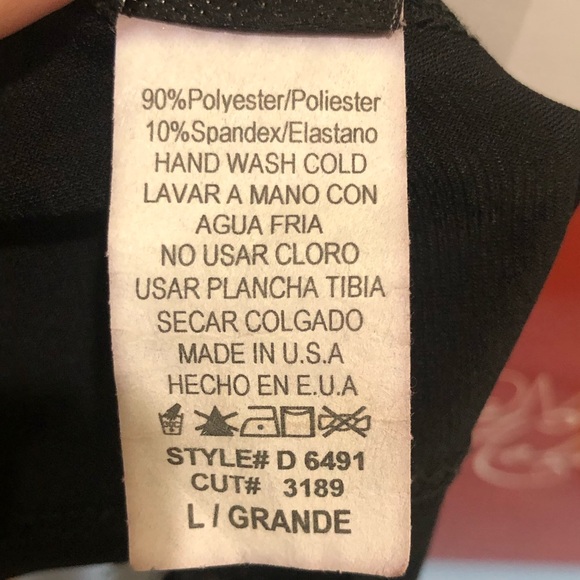 90%Polyester/Poliester
10%Spandex/Elastano
HAND WASH COLD
LAVAR A MANO CON
AGUA FRIA
NO USAR CLORO
USAR PLANCHA TIBIA
SECAR COLGADO
MADE IN U.S.A
HECHO EN E.U.A
STYLE# D 6491
CUT# 3189
L / GRANDE